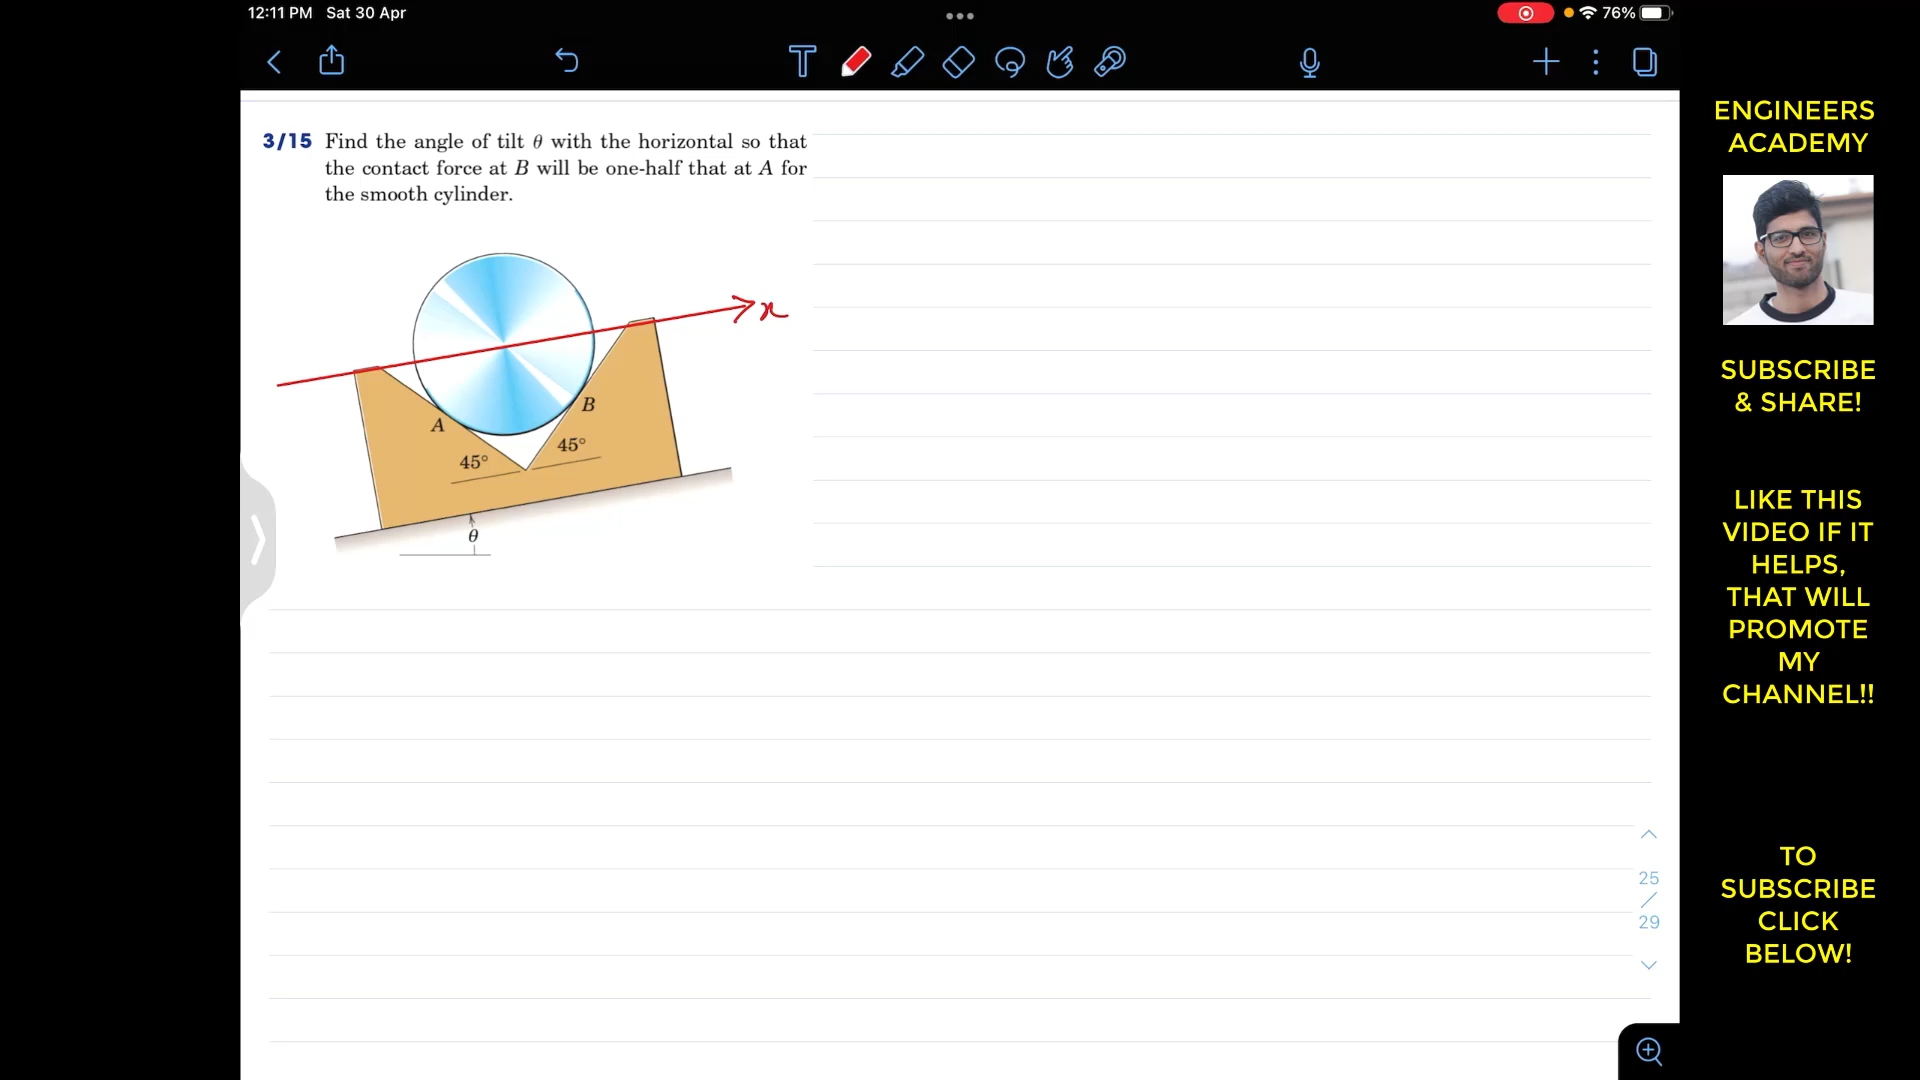 12:11 PM Sat 30 Apr
76%
3/15 Find the angle of tilt θ with the horizontal so that
the contact force at B will be one-half that at A for
the smooth cylinder.
x
A
B
45°
45°
θ
25
29
ENGINEERS
ACADEMY
SUBSCRIBE
& SHARE!
LIKE THIS
VIDEO IF IT
HELPS,
THAT WILL
PROMOTE
MY
CHANNEL!!
TO
SUBSCRIBE
CLICK
BELOW!